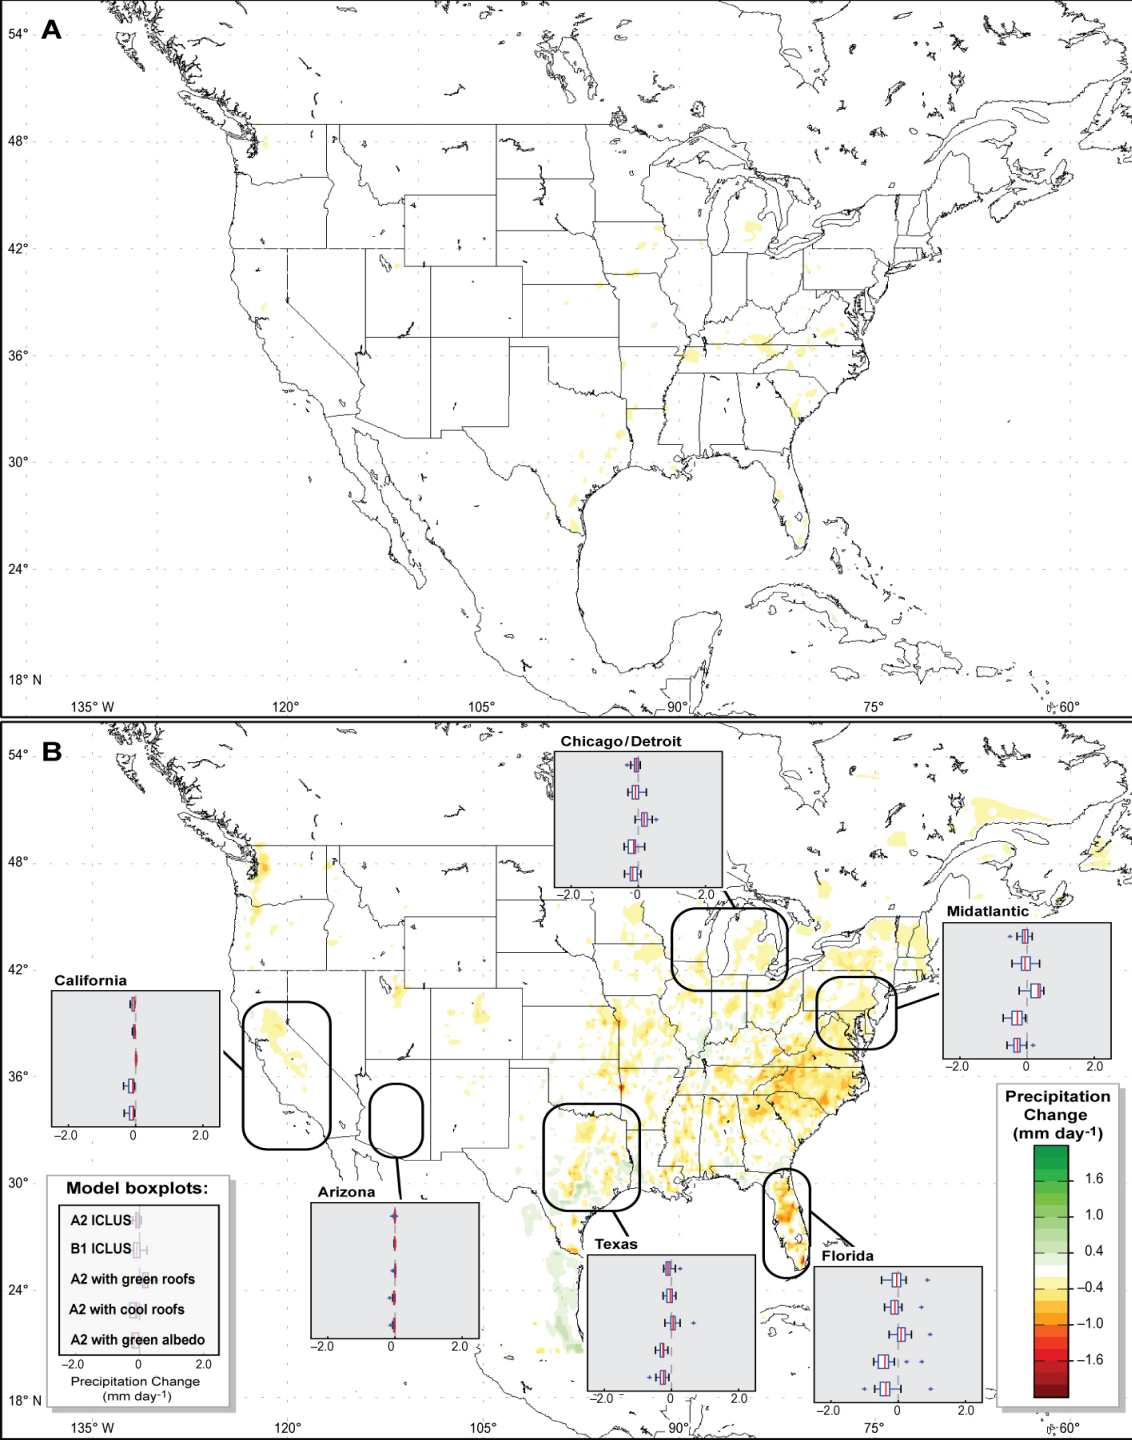 A
54°
48°
42°
36°
30°
24°
18° N
135° W 120° 105° 90° 75° 60°
B
54°
48°
42°
36°
30°
24°
18° N
135° W 120° 105° 90° 75° 60°
Chicago/Detroit
-2.0 0 2.0
Midatlantic
-2.0 0 2.0
California
-2.0 0 2.0
Arizona
-2.0 0 2.0
Texas
-2.0 0 2.0
Florida
-2.0 0 2.0
Model boxplots:
A2 ICLUS
B1 ICLUS
A2 with green roofs
A2 with cool roofs
A2 with green albedo
-2.0 0 2.0
Precipitation Change
(mm day-1)
Precipitation
Change
(mm day-1)
1.6
1.0
0.4
-0.4
-1.0
-1.6